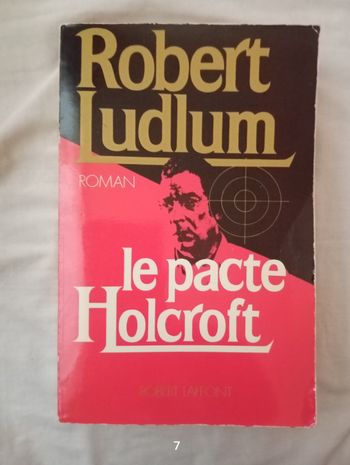 Robert
Ludlum
ROMAN
le pacte
Holcroft
ROBERT LAFFONT
7